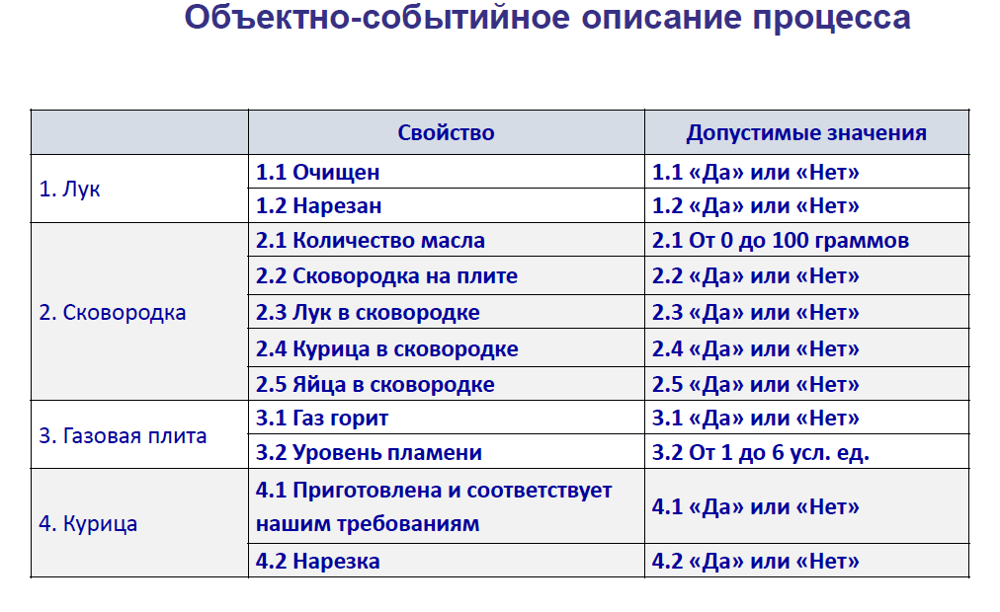 Объектно-событийное описание процесса
Свойство
Допустимые значения
1. Лук
1.1 Очищен
1.1 «Да» или «Нет»
1.2 Нарезан
1.2 «Да» или «Нет»
2. Сковородка
2.1 Количество масла
2.1 От 0 до 100 граммов
2.2 Сковородка на плите
2.2 «Да» или «Нет»
2.3 Лук в сковородке
2.3 «Да» или «Нет»
2.4 Курица в сковородке
2.4 «Да» или «Нет»
2.5 Яйца в сковородке
2.5 «Да» или «Нет»
3. Газовая плита
3.1 Газ горит
3.1 «Да» или «Нет»
3.2 Уровень пламени
3.2 От 1 до 6 усл. ед.
4. Курица
4.1 Приготовлена и соответствует
нашим требованиям
4.1 «Да» или «Нет»
4.2 Нарезка
4.2 «Да» или «Нет»